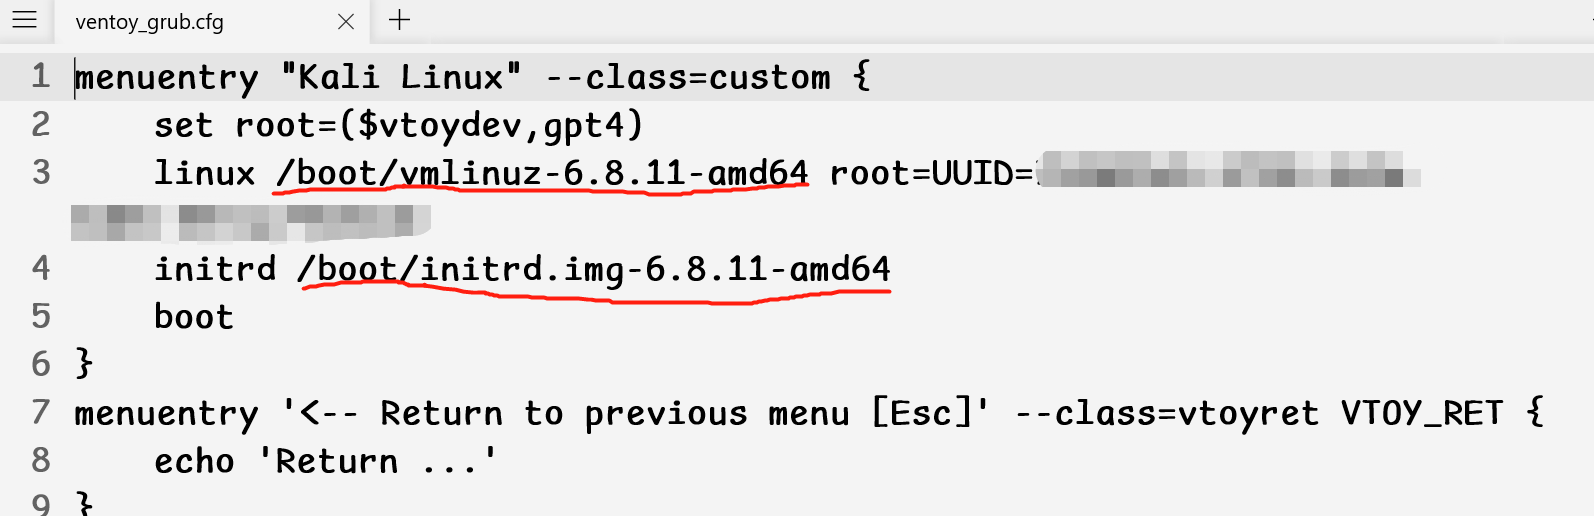 ventoy_grub.cfg
1 menuentry "Kali Linux" --class=custom {
2 set root=($vtoydev,gpt4)
3 linux /boot/vmlinuz-6.8.11-amd64 root=UUID=
4 initrd /boot/initrd.img-6.8.11-amd64
5 boot
6 }
7 menuentry '<-- Return to previous menu [Esc]' --class=vtoyret VTOY_RET {
8 echo 'Return ...'
9 }